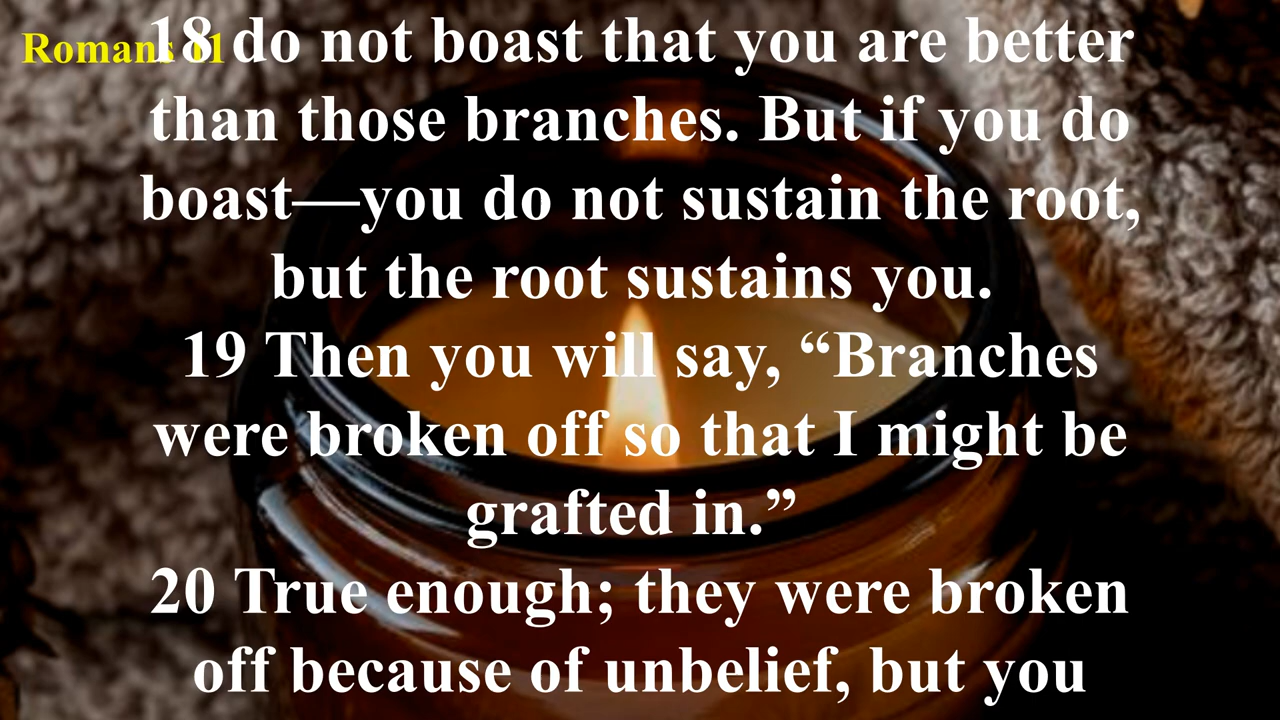 Romans 11
18 do not boast that you are better
than those branches. But if you do
boast—you do not sustain the root,
but the root sustains you.
19 Then you will say, “Branches
were broken off so that I might be
grafted in.”
20 True enough; they were broken
off because of unbelief, but you